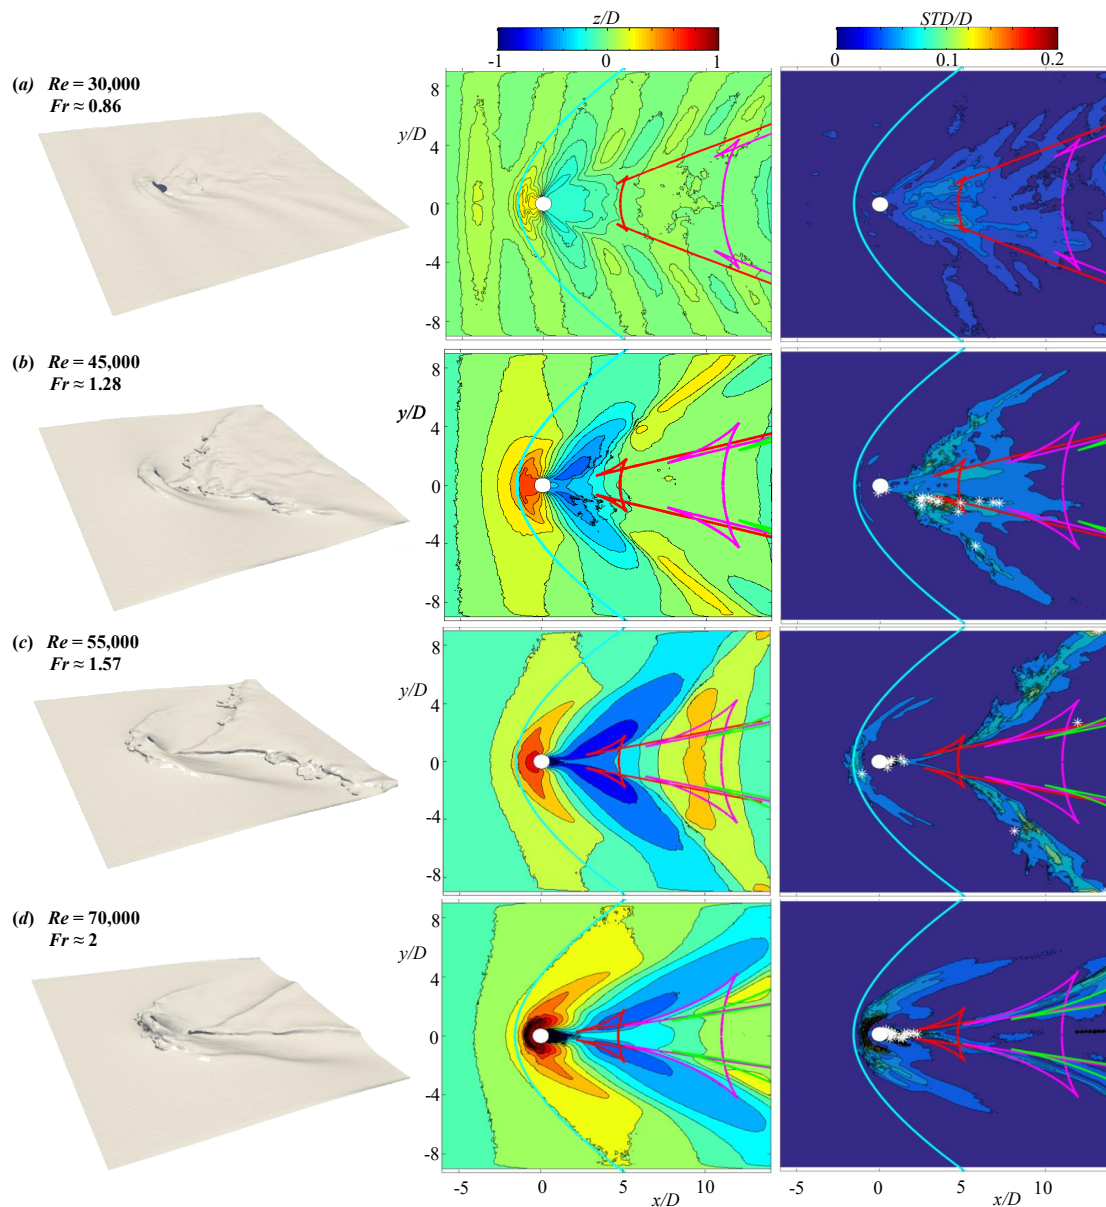 z/D
-1 0 1
STD/D
0 0.1 0.2
(a) Re = 30,000
Fr ≈ 0.86
8
y/D
4
0
-4
-8
(b) Re = 45,000
Fr ≈ 1.28
8
y/D
4
0
-4
-8
(c) Re = 55,000
Fr ≈ 1.57
8
y/D
4
0
-4
-8
(d) Re = 70,000
Fr ≈ 2
8
y/D
4
0
-4
-8
-5 0 5 10
x/D
-5 0 5 10
x/D